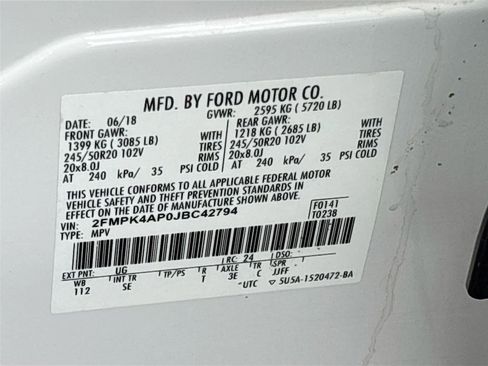 MFD. BY FORD MOTOR CO.
06/18 GVWR: 2595 KG ( 5720 LB)
FRONT GAWR: REAR GAWR:
1399 KG ( 3085 LB) WITH 1218 KG ( 2685 LB) WITH
245/50R20 102V TIRES 245/50R20 102V TIRES
20x8.0J RIMS 20x8.0J RIMS
AT 240 kPa/ 35 PSI COLD AT 240 kPa/ 35 PSI COLD
THIS VEHICLE CONFORMS TO ALL APPLICABLE FEDERAL MOTOR
VEHICLE SAFETY AND THEFT PREVENTION STANDARDS IN
EFFECT ON THE DATE OF MANUFACTURE SHOWN ABOVE.
VIN: 2FMPK4AP0JBC42794 F0141
TYPE: MPV T0238
EXT PNT: UG RC: 24 DSO:
WB INT TR TP/PS R AXLE TR SPR
112 SE T 3E C JJFF
UTC 5U5A-1520472-BA